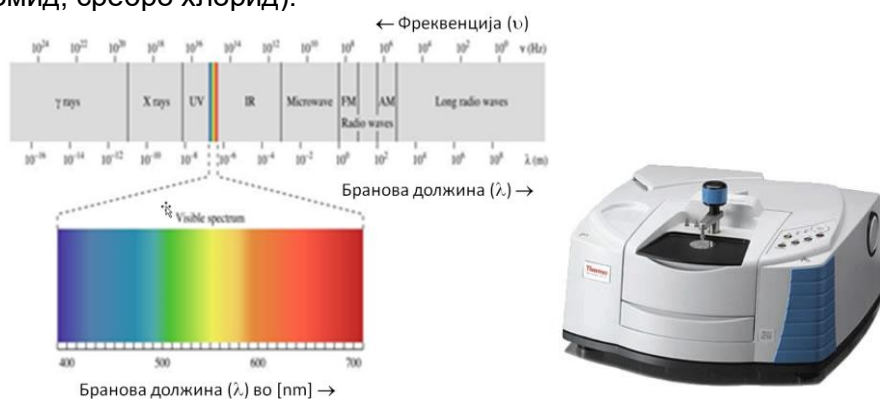 омид, сребро хлорид).
← Фреквенција (υ)
10²⁴ 10²² 10²⁰ 10¹⁸ 10¹⁶ 10¹⁴ 10¹² 10¹⁰ 10⁸ 10⁶ 10⁴ 10² 10⁰ ν (Hz)
γ rays X rays UV IR Microwave FM AM Long radio waves
Radio waves
10⁻¹⁶ 10⁻¹⁴ 10⁻¹² 10⁻¹⁰ 10⁻⁸ 10⁻⁶ 10⁻⁴ 10⁻² 10⁰ 10² 10⁴ 10⁶ 10⁸ λ (m)
Бранова должина (λ) →
Visible spectrum
Thermo
400 500 600 700
Бранова должина (λ) во [nm] →